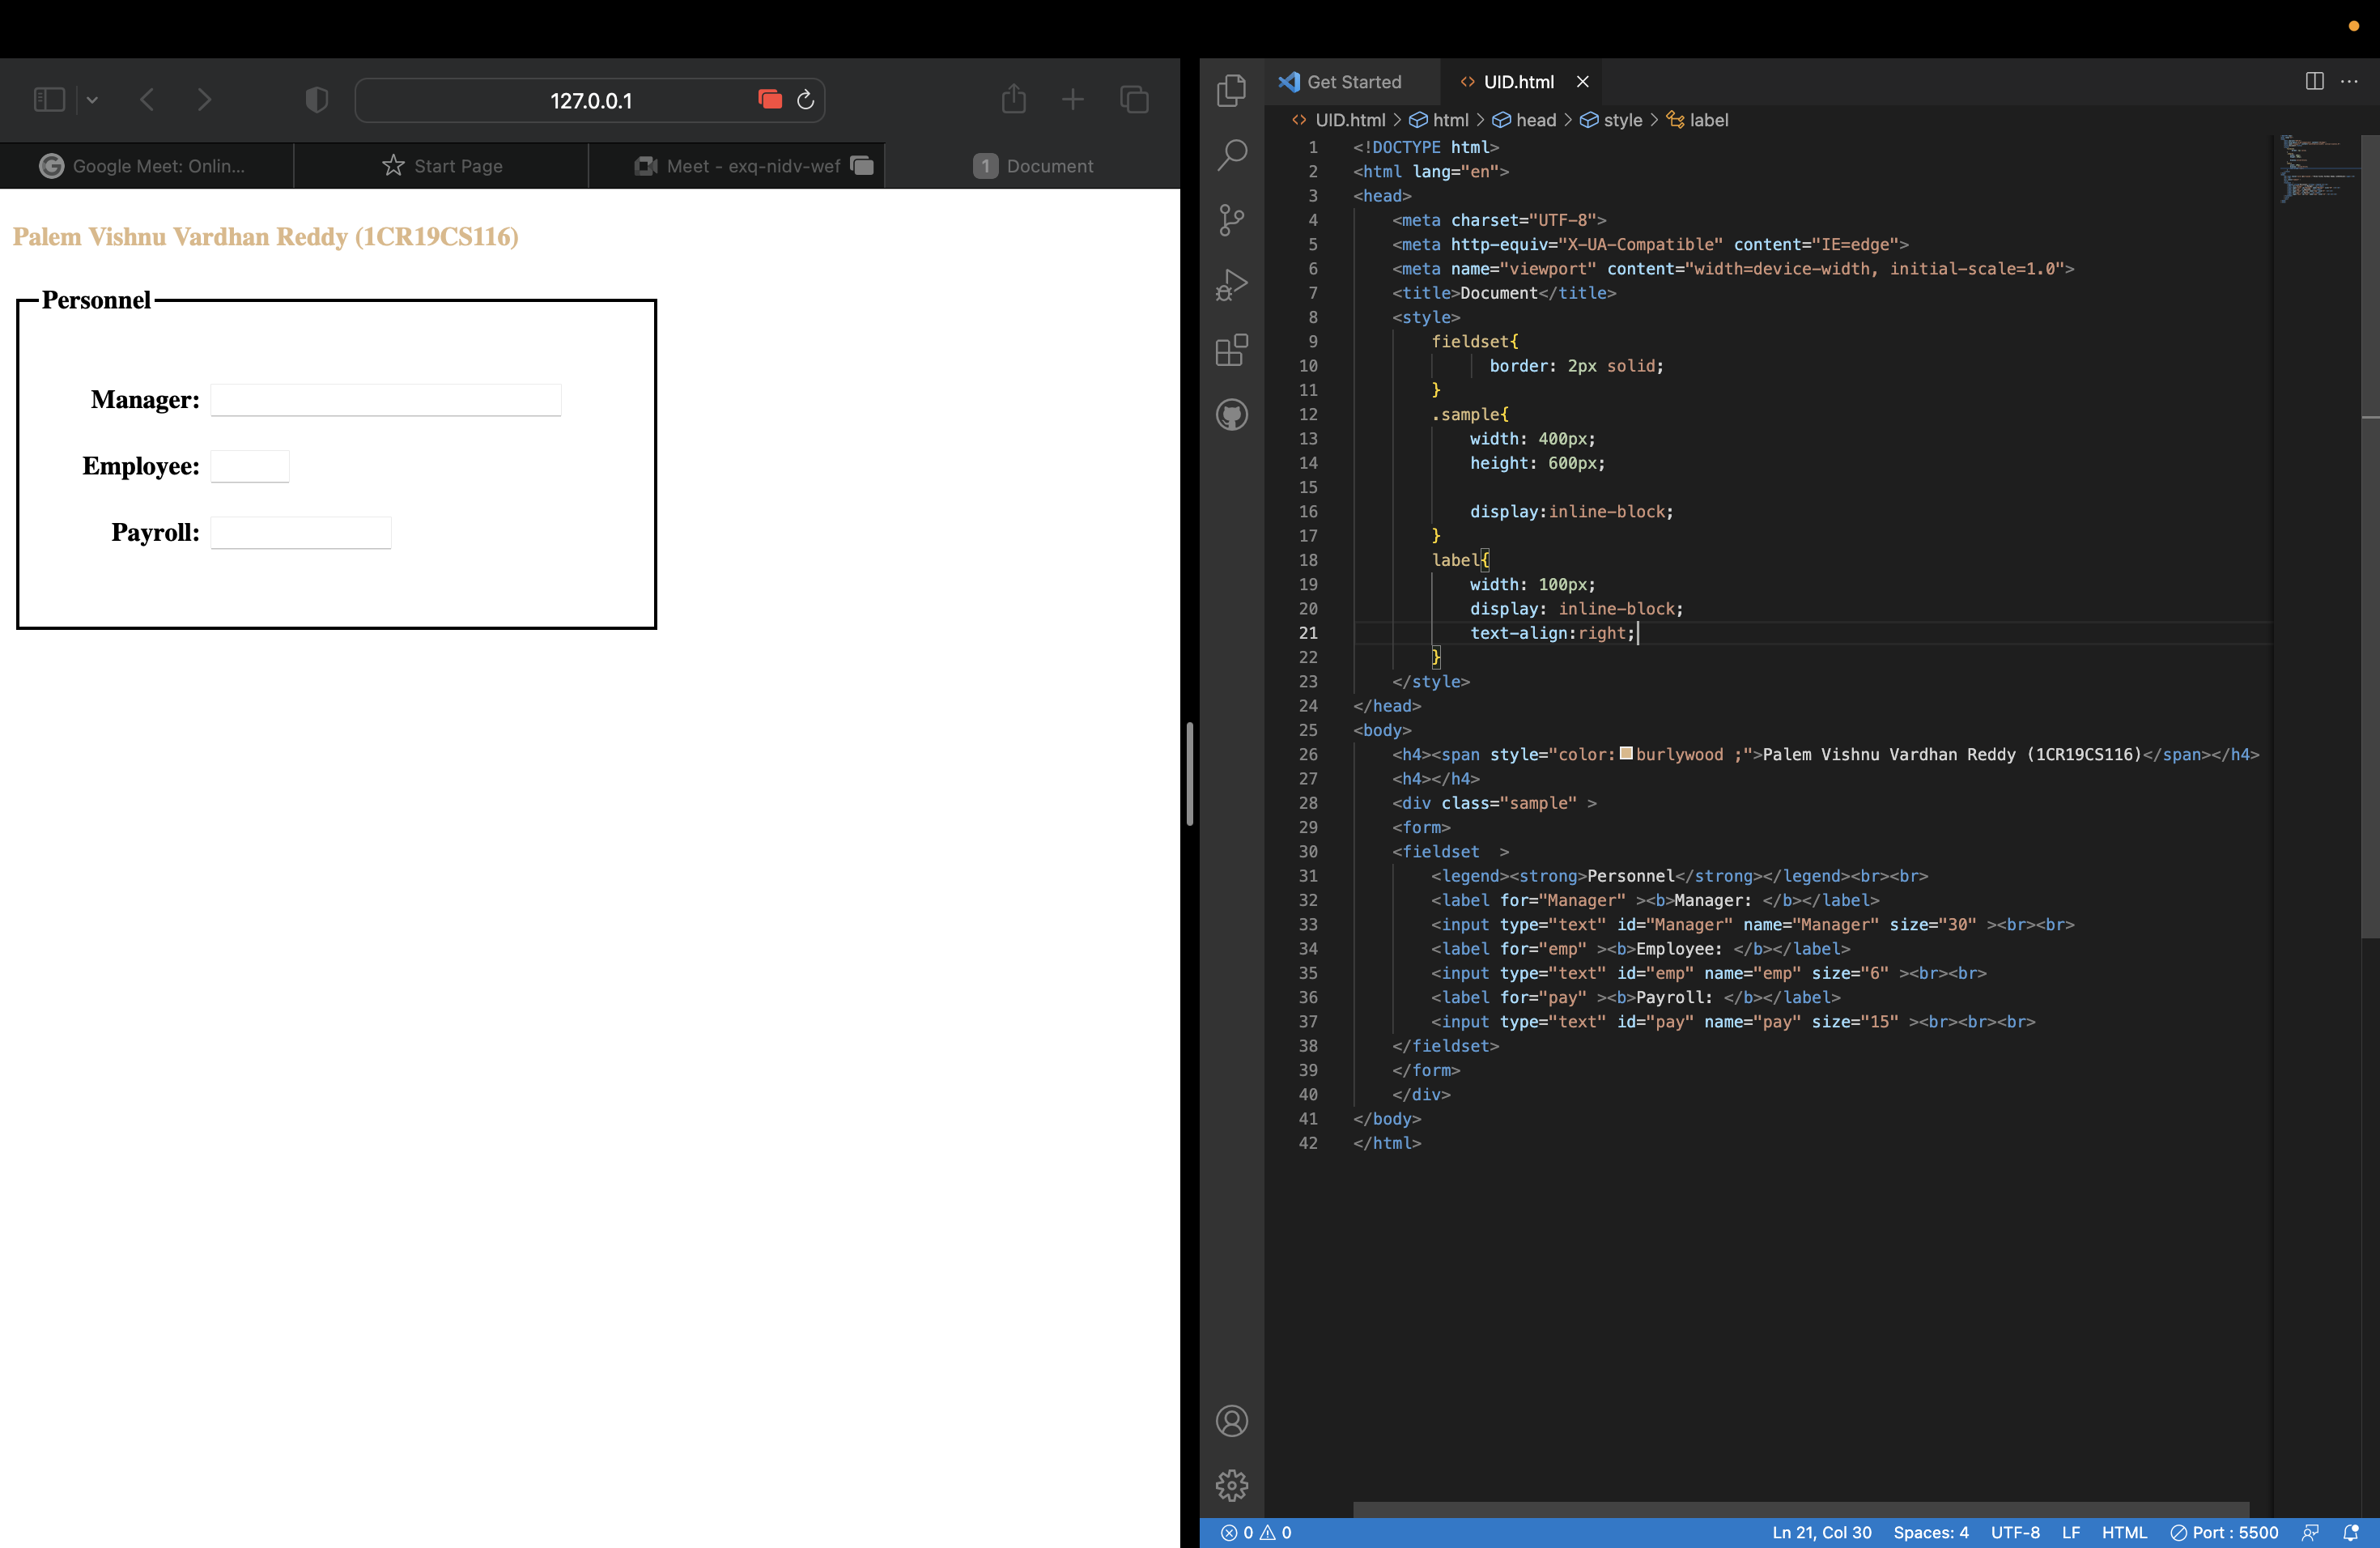 127.0.0.1
Google Meet: Onlin...
Start Page
Meet - exq-nidv-wef
1 Document
Palem Vishnu Vardhan Reddy (1CR19CS116)
Personnel
Manager:
Employee:
Payroll:
Get Started
<> UID.html ×
<> UID.html > html > head > style > label
1 <!DOCTYPE html>
2 <html lang="en">
3 <head>
4 <meta charset="UTF-8">
5 <meta http-equiv="X-UA-Compatible" content="IE=edge">
6 <meta name="viewport" content="width=device-width, initial-scale=1.0">
7 <title>Document</title>
8 <style>
9 fieldset{
10 border: 2px solid;
11 }
12 .sample{
13 width: 400px;
14 height: 600px;
15
16 display:inline-block;
17 }
18 label{
19 width: 100px;
20 display: inline-block;
21 text-align:right;
22 }
23 </style>
24 </head>
25 <body>
26 <h4><span style="color: burlywood ;">Palem Vishnu Vardhan Reddy (1CR19CS116)</span></h4>
27 <h4></h4>
28 <div class="sample" >
29 <form>
30 <fieldset  >
31 <legend><strong>Personnel</strong></legend><br><br>
32 <label for="Manager" ><b>Manager: </b></label>
33 <input type="text" id="Manager" name="Manager" size="30" ><br><br>
34 <label for="emp" ><b>Employee: </b></label>
35 <input type="text" id="emp" name="emp" size="6" ><br><br>
36 <label for="pay" ><b>Payroll: </b></label>
37 <input type="text" id="pay" name="pay" size="15" ><br><br><br>
38 </fieldset>
39 </form>
40 </div>
41 </body>
42 </html>
0 0 Ln 21, Col 30 Spaces: 4 UTF-8 LF HTML Port : 5500